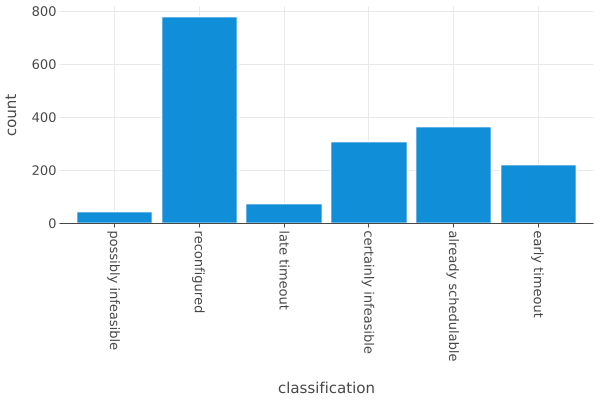 800
600
400
200
0
count
possibly infeasible
reconfigured
late timeout
certainly infeasible
already schedulable
early timeout
classification